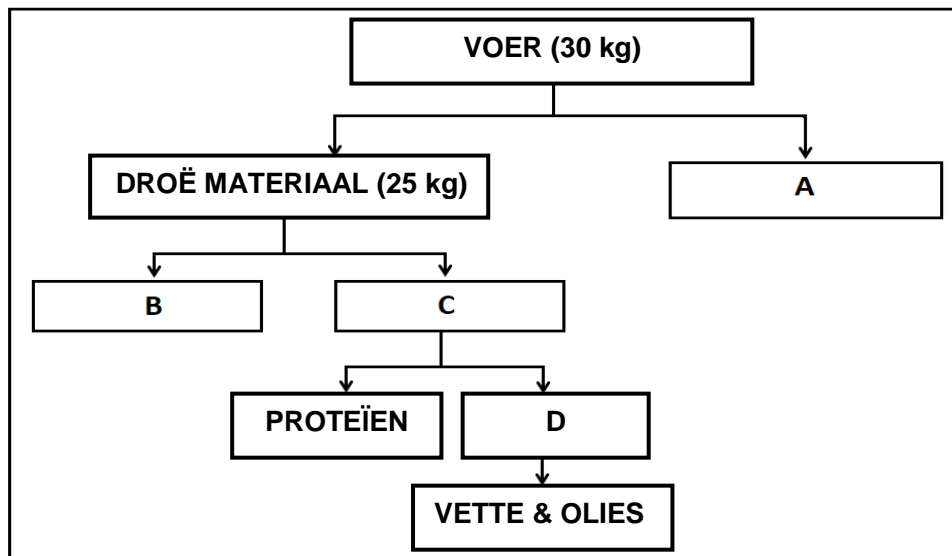 VOER (30 kg)
DROË MATERIAAL (25 kg)
A
B
C
PROTEÏEN
D
VETTE & OLIES